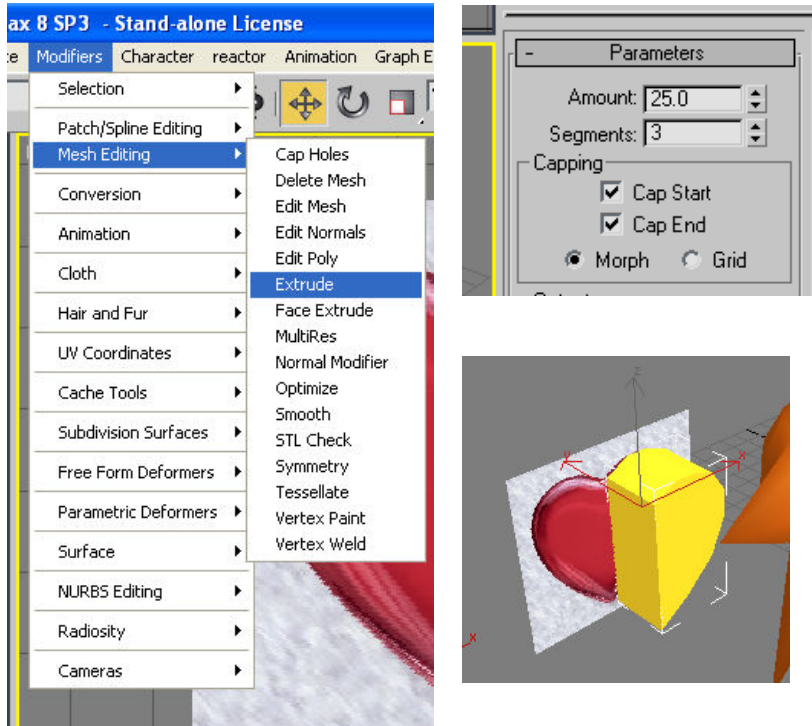 ax 8 SP3 - Stand-alone License
Modifiers Character reactor Animation Graph E
Selection
Patch/Spline Editing
Mesh Editing
Conversion
Animation
Cloth
Hair and Fur
UV Coordinates
Cache Tools
Subdivision Surfaces
Free Form Deformers
Parametric Deformers
Surface
NURBS Editing
Radiosity
Cameras
Cap Holes
Delete Mesh
Edit Mesh
Edit Normals
Edit Poly
Extrude
Face Extrude
MultiRes
Normal Modifier
Optimize
Smooth
STL Check
Symmetry
Tessellate
Vertex Paint
Vertex Weld
- Parameters
Amount: 25.0
Segments: 3
Capping
Cap Start
Cap End
Morph Grid
z
y x
x